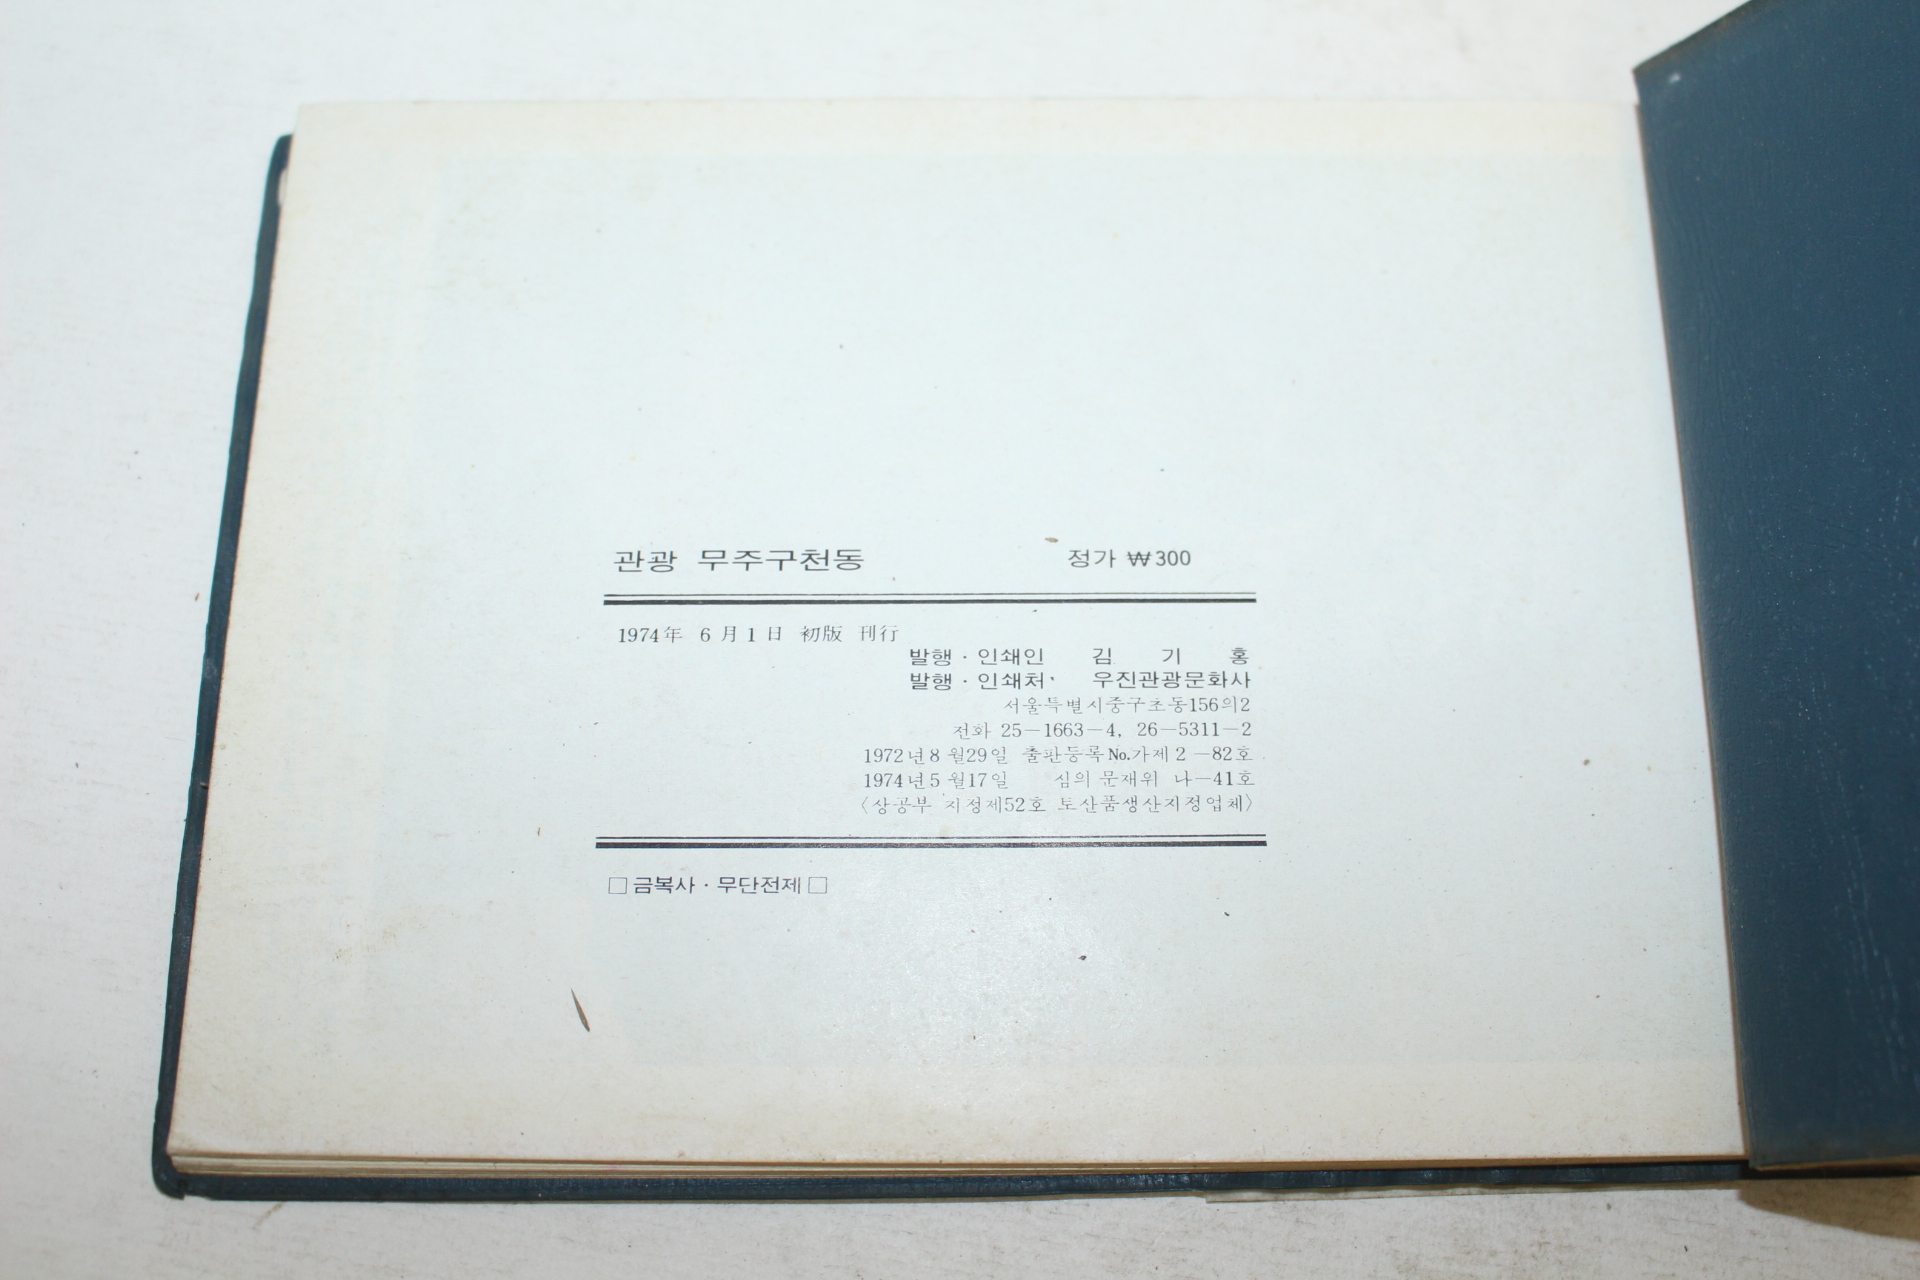 관광 무주구천동 정가 ₩300
1974年 6月1日 初版 刊行
발행·인쇄인 김 기 홍
발행·인쇄처· 우진관광문화사
서울특별시중구초동156의2
전화 25-1663-4, 26-5311-2
1972년8월29일 출판등록No.가제2-82호
1974년5월17일 심의 문재위 나-41호
〈상공부 지정제52호 토산품생산지정업체〉
□금복사·무단전제□